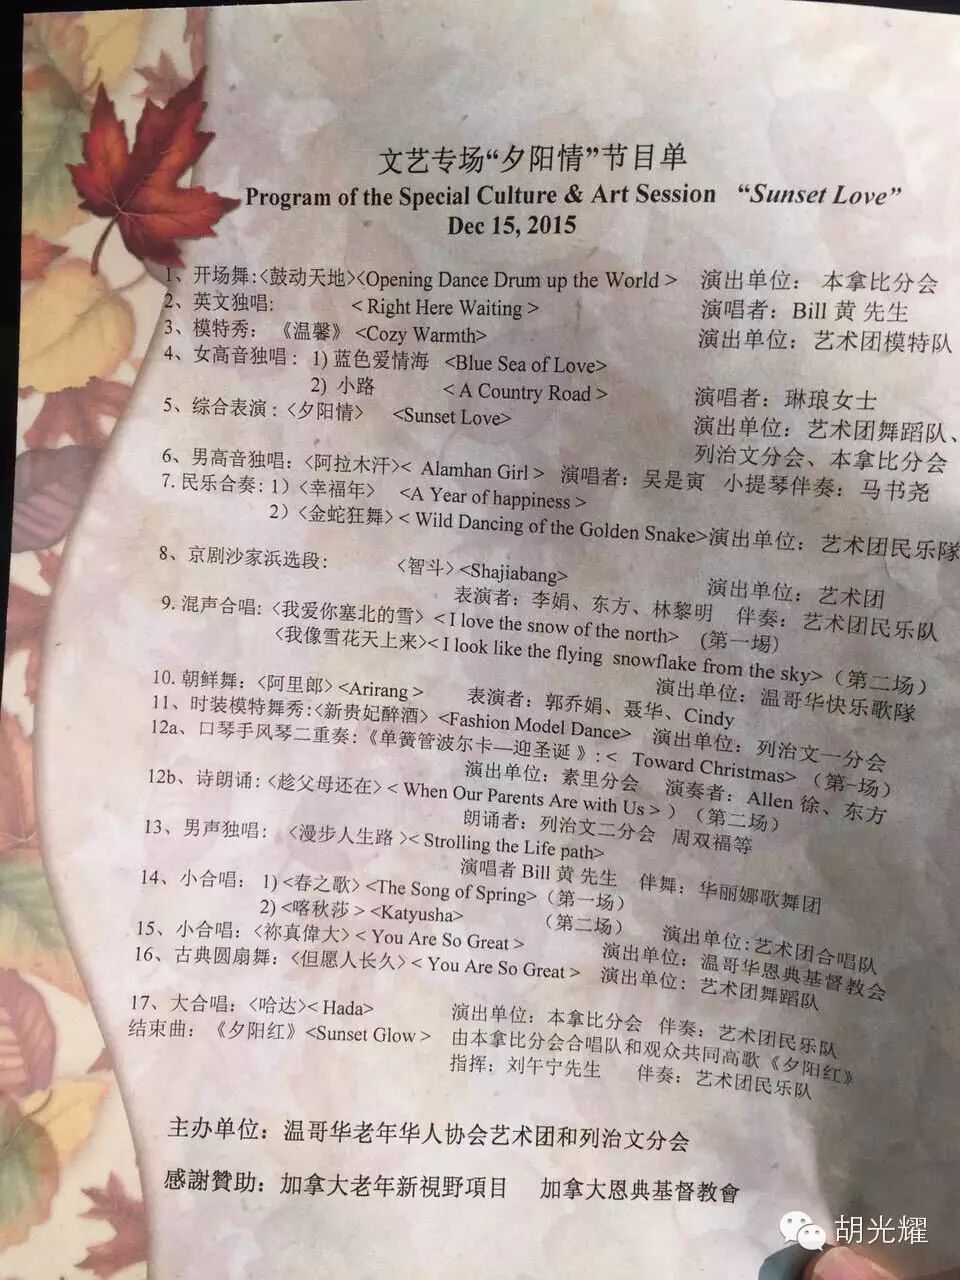 文艺专场“夕阳情”节目单
Program of the Special Culture & Art Session “Sunset Love”
Dec 15, 2015
1、开场舞:<鼓动天地><Opening Dance Drum up the World > 演出单位： 本拿比分会
2、英文独唱: < Right Here Waiting > 演唱者：Bill 黄 先生
3、模特秀： 《温馨》 <Cozy Warmth> 演出单位：艺术团模特队
4、女高音独唱：1) 蓝色爱情海 <Blue Sea of Love>
2) 小路 < A Country Road > 演唱者：琳琅女士
5、综合表演：<夕阳情> <Sunset Love> 演出单位：艺术团舞蹈队、
列治文分会、本拿比分会
6、男高音独唱：<阿拉木汗>< Alamhan Girl > 演唱者：吴是寅 小提琴伴奏：马书尧
7. 民乐合奏: 1）<幸福年> <A Year of happiness >
2）<金蛇狂舞>< Wild Dancing of the Golden Snake>演出单位：艺术团民乐隊
8、京剧沙家浜选段: <智斗> <Shajiabang> 演出单位：艺术团
表演者：李娟、东方、林黎明 伴奏：艺术团民乐队
9. 混声合唱: <我爱你塞北的雪> < I love the snow of the north> (第一場)
<我像雪花天上来>< I look like the flying snowflake from the sky>（第二场）
演出单位：温哥华快乐歌隊
10. 朝鲜舞：<阿里郎> <Arirang > 表演者：郭乔娟、聂华、Cindy
11、时装模特舞秀:<新贵妃醉酒> <Fashion Model Dance> 演出单位：列治文一分会
12a、口琴手风琴二重奏:《单簧管波尔卡—迎圣诞 》: < Toward Christmas>（第一场）
演出单位：素里分会 演奏者：Allen 徐、东方
12b、诗朗诵：<趁父母还在> < When Our Parents Are with Us > ）（第二场）
朗诵者：列治文二分会 周双福等
13、男声独唱： <漫步人生路 >< Strolling the Life path>
演唱者 Bill 黄 先生 伴舞：华丽娜歌舞团
14、小合唱： 1) <春之歌> <The Song of Spring>（第一场）
2) <喀秋莎> <Katyusha> （第二场） 演出单位:艺术团合唱队
15、小合唱：<祢真偉大> < You Are So Great > 演出单位：温哥华恩典基督教会
16、古典圆扇舞：<但愿人长久> < You Are So Great > 演出单位：艺术团舞蹈队
17、大合唱：<哈达>< Hada> 演出单位：本拿比分会 伴奏：艺术团民乐队
结束曲：《夕阳红》<Sunset Glow > 由本拿比分会合唱队和观众共同高歌《夕阳红》
指挥：刘午宁先生 伴奏：艺术团民乐队
主办单位：温哥华老年华人协会艺术团和列治文分会
感謝贊助：加拿大老年新視野項目 加拿大恩典基督教會
胡光耀